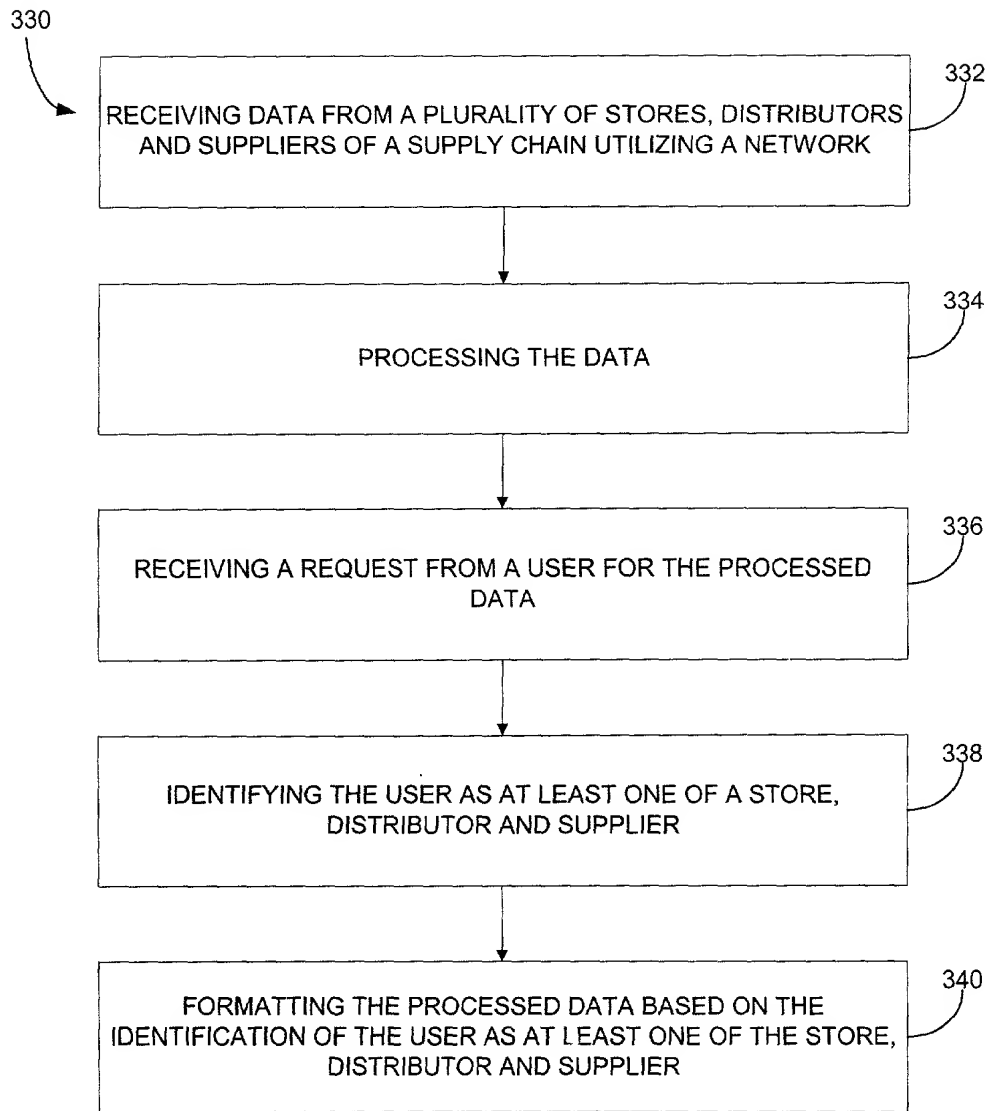 330
332
RECEIVING DATA FROM A PLURALITY OF STORES, DISTRIBUTORS
AND SUPPLIERS OF A SUPPLY CHAIN UTILIZING A NETWORK
334
PROCESSING THE DATA
336
RECEIVING A REQUEST FROM A USER FOR THE PROCESSED
DATA
338
IDENTIFYING THE USER AS AT LEAST ONE OF A STORE,
DISTRIBUTOR AND SUPPLIER
340
FORMATTING THE PROCESSED DATA BASED ON THE
IDENTIFICATION OF THE USER AS AT LEAST ONE OF THE STORE,
DISTRIBUTOR AND SUPPLIER